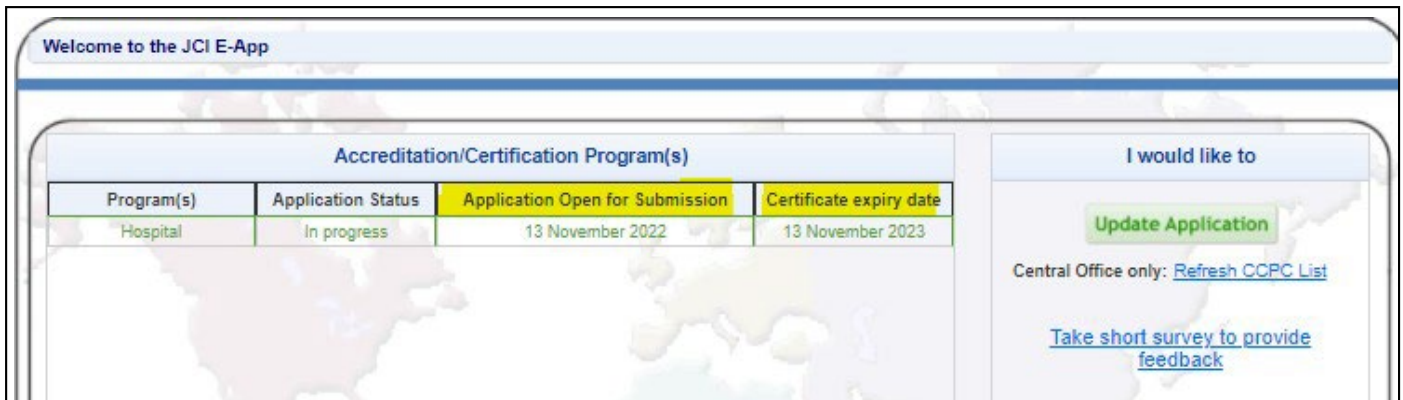 Welcome to the JCI E-App
Accreditation/Certification Program(s)
Program(s) Application Status Application Open for Submission Certificate expiry date
Hospital In progress 13 November 2022 13 November 2023
I would like to
Update Application
Central Office only: Refresh CCPC List
Take short survey to provide
feedback